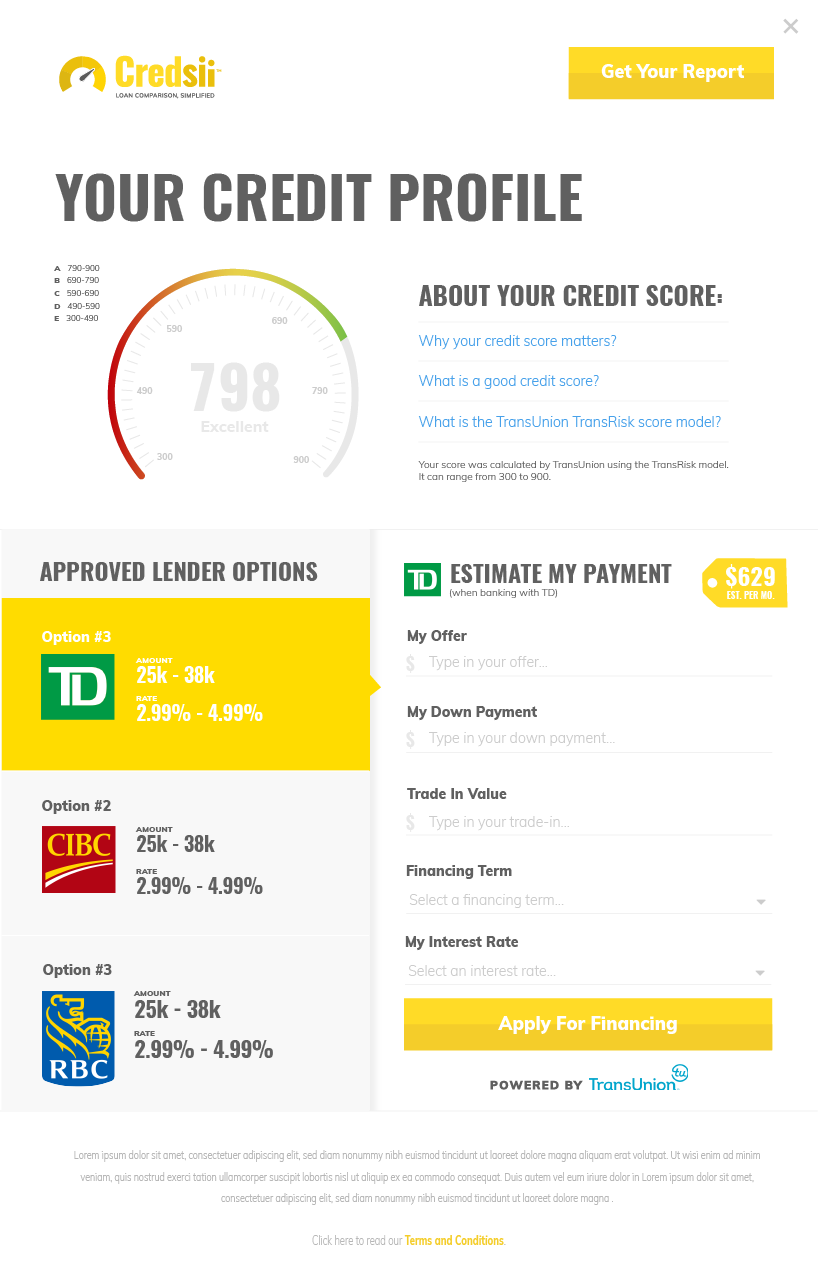 Credsii™
LOAN COMPARISON, SIMPLIFIED
Get Your Report
YOUR CREDIT PROFILE
A 790-900
B 690-790
C 590-690
D 490-590
E 300-490
590
690
490
798
790
Excellent
300
900
ABOUT YOUR CREDIT SCORE:
Why your credit score matters?
What is a good credit score?
What is the TransUnion TransRisk score model?
Your score was calculated by TransUnion using the TransRisk model.
It can range from 300 to 900.
APPROVED LENDER OPTIONS
Option #3
TD
AMOUNT
25k - 38k
RATE
2.99% - 4.99%
Option #2
CIBC
AMOUNT
25k - 38k
RATE
2.99% - 4.99%
Option #3
RBC
AMOUNT
25k - 38k
RATE
2.99% - 4.99%
TD
ESTIMATE MY PAYMENT
(when banking with TD)
$629
EST. PER MO.
My Offer
$ Type in your offer...
My Down Payment
$ Type in your down payment...
Trade In Value
$ Type in your trade-in...
Financing Term
Select a financing term...
My Interest Rate
Select an interest rate...
Apply For Financing
POWERED BY TransUnion tu
Lorem ipsum dolor sit amet, consectetuer adipiscing elit, sed diam nonummy nibh euismod tincidunt ut laoreet dolore magna aliquam erat volutpat. Ut wisi enim ad minim
veniam, quis nostrud exerci tation ullamcorper suscipit lobortis nisl ut aliquip ex ea commodo consequat. Duis autem vel eum iriure dolor in Lorem ipsum dolor sit amet,
consectetuer adipiscing elit, sed diam nonummy nibh euismod tincidunt ut laoreet dolore magna .
Click here to read our Terms and Conditions.